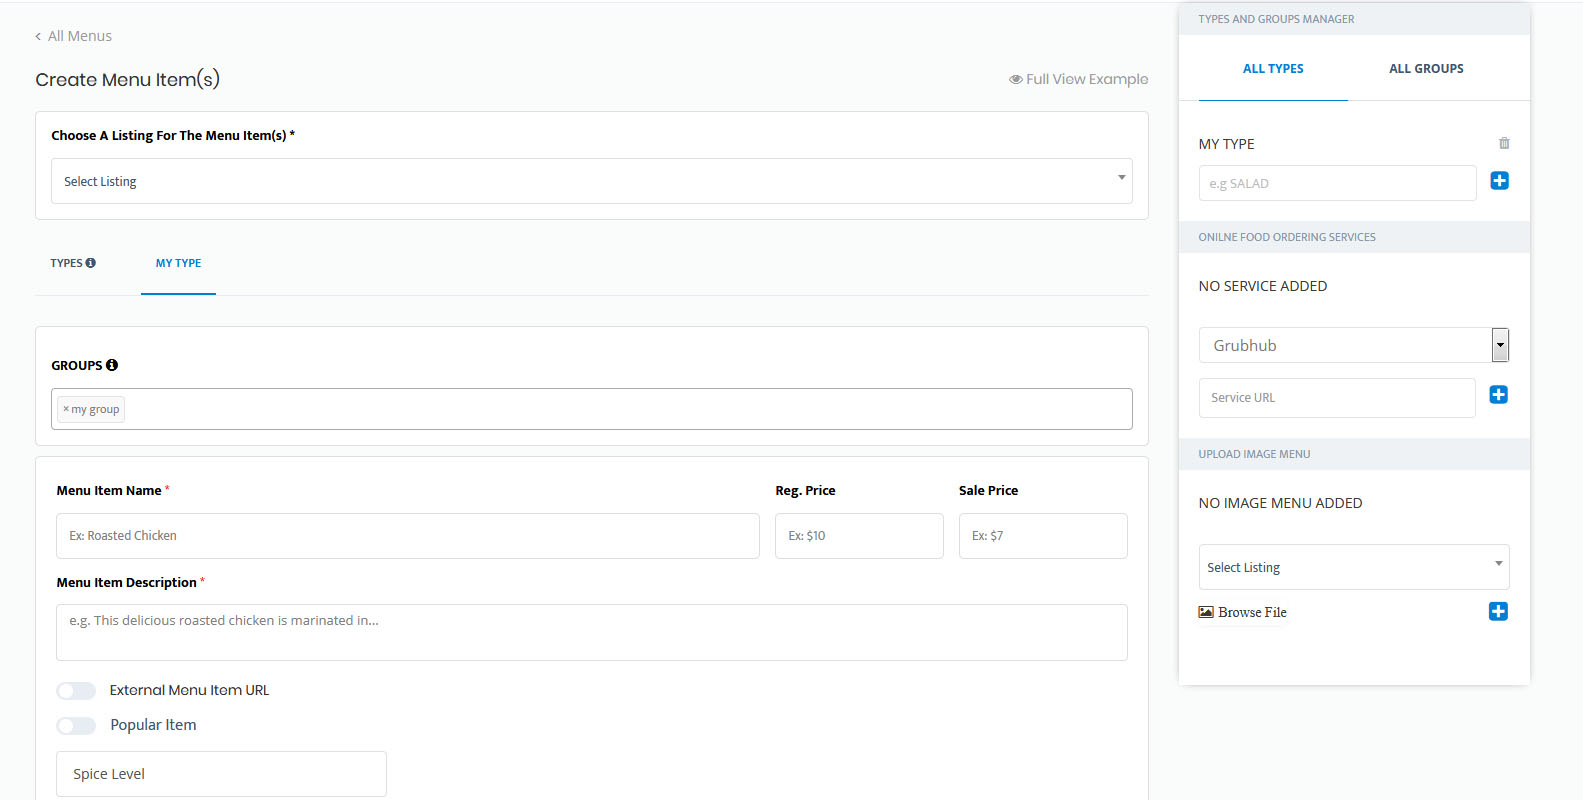 All Menus
Create Menu Item(s)
Full View Example
Choose A Listing For The Menu Item(s) *
Select Listing
TYPES
MY TYPE
GROUPS
× my group
Menu Item Name *
Reg. Price
Sale Price
Ex: Roasted Chicken
Ex: $10
Ex: $7
Menu Item Description *
e.g. This delicious roasted chicken is marinated in...
External Menu Item URL
Popular Item
Spice Level
TYPES AND GROUPS MANAGER
ALL TYPES
ALL GROUPS
MY TYPE
e.g SALAD
ONILNE FOOD ORDERING SERVICES
NO SERVICE ADDED
Grubhub
Service URL
UPLOAD IMAGE MENU
NO IMAGE MENU ADDED
Select Listing
Browse File